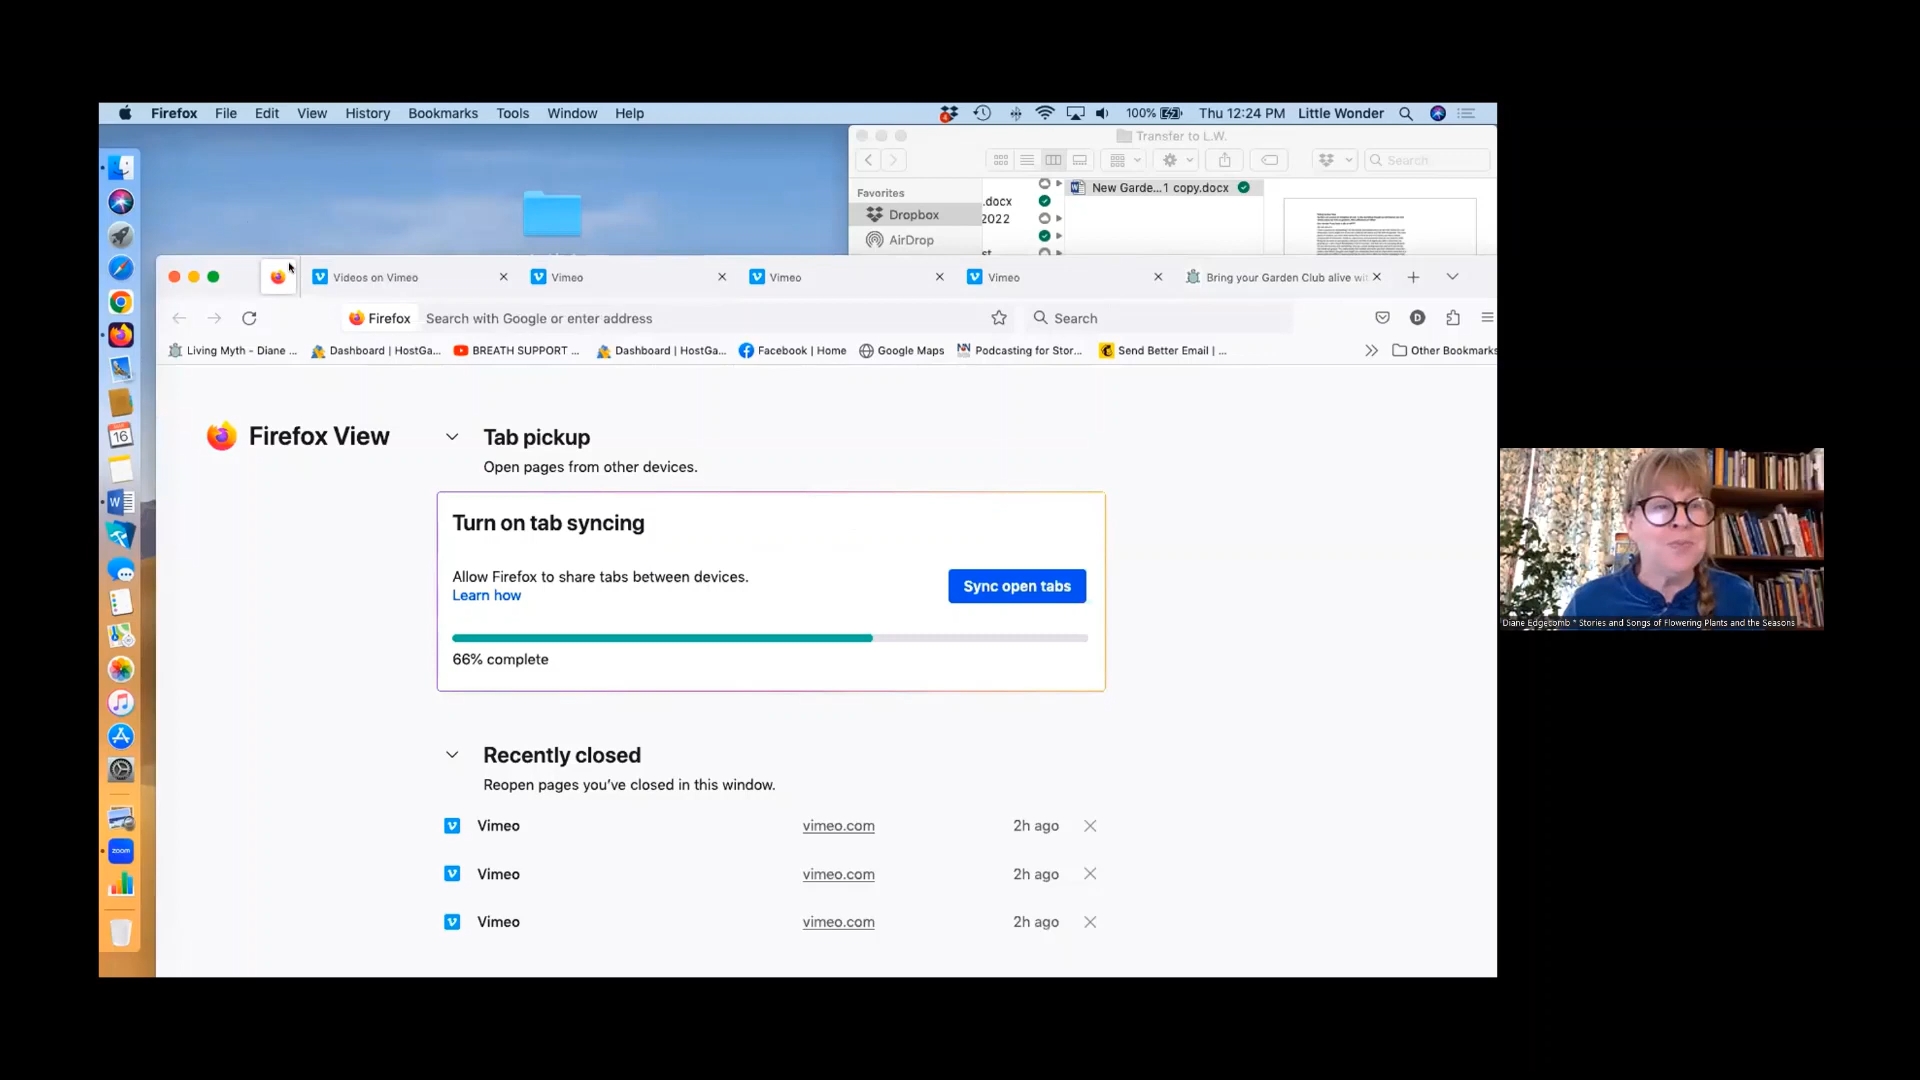 Firefox File Edit View History Bookmarks Tools Window Help 100% Thu 12:24 PM Little Wonder
Transfer to L.W.
Search
Favorites
Dropbox
AirDrop
.docx
2022
st
New Garde...1 copy.docx
Videos on Vimeo
Vimeo
Vimeo
Vimeo
Bring your Garden Club alive wit
Firefox Search with Google or enter address
Search
D
Living Myth - Diane ... Dashboard | HostGa... BREATH SUPPORT ... Dashboard | HostGa... Facebook | Home Google Maps Podcasting for Stor... Send Better Email | ... Other Bookmarks
Firefox View
Tab pickup
Open pages from other devices.
Turn on tab syncing
Allow Firefox to share tabs between devices.
Learn how
Sync open tabs
66% complete
Recently closed
Reopen pages you've closed in this window.
Vimeo vimeo.com 2h ago
Vimeo vimeo.com 2h ago
Vimeo vimeo.com 2h ago
16
zoom
Diane Edgecomb * Stories and Songs of Flowering Plants and the Seasons